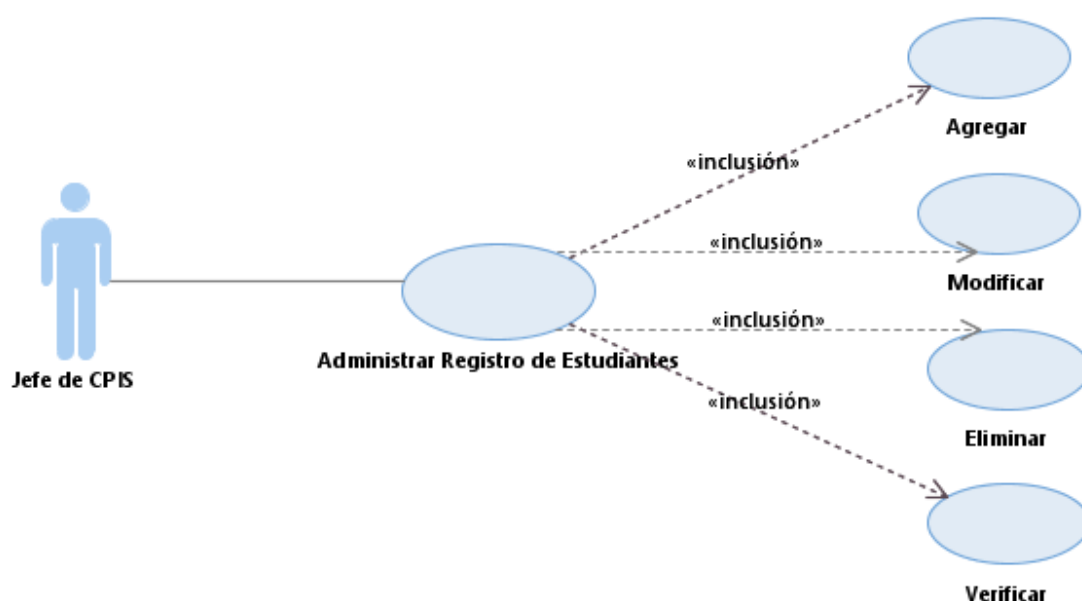 Agregar
«inclusión»
«inclusión»
Modificar
«inclusión»
Administrar Registro de Estudiantes
Jefe de CPIS
«inclusión»
Eliminar
Verificar